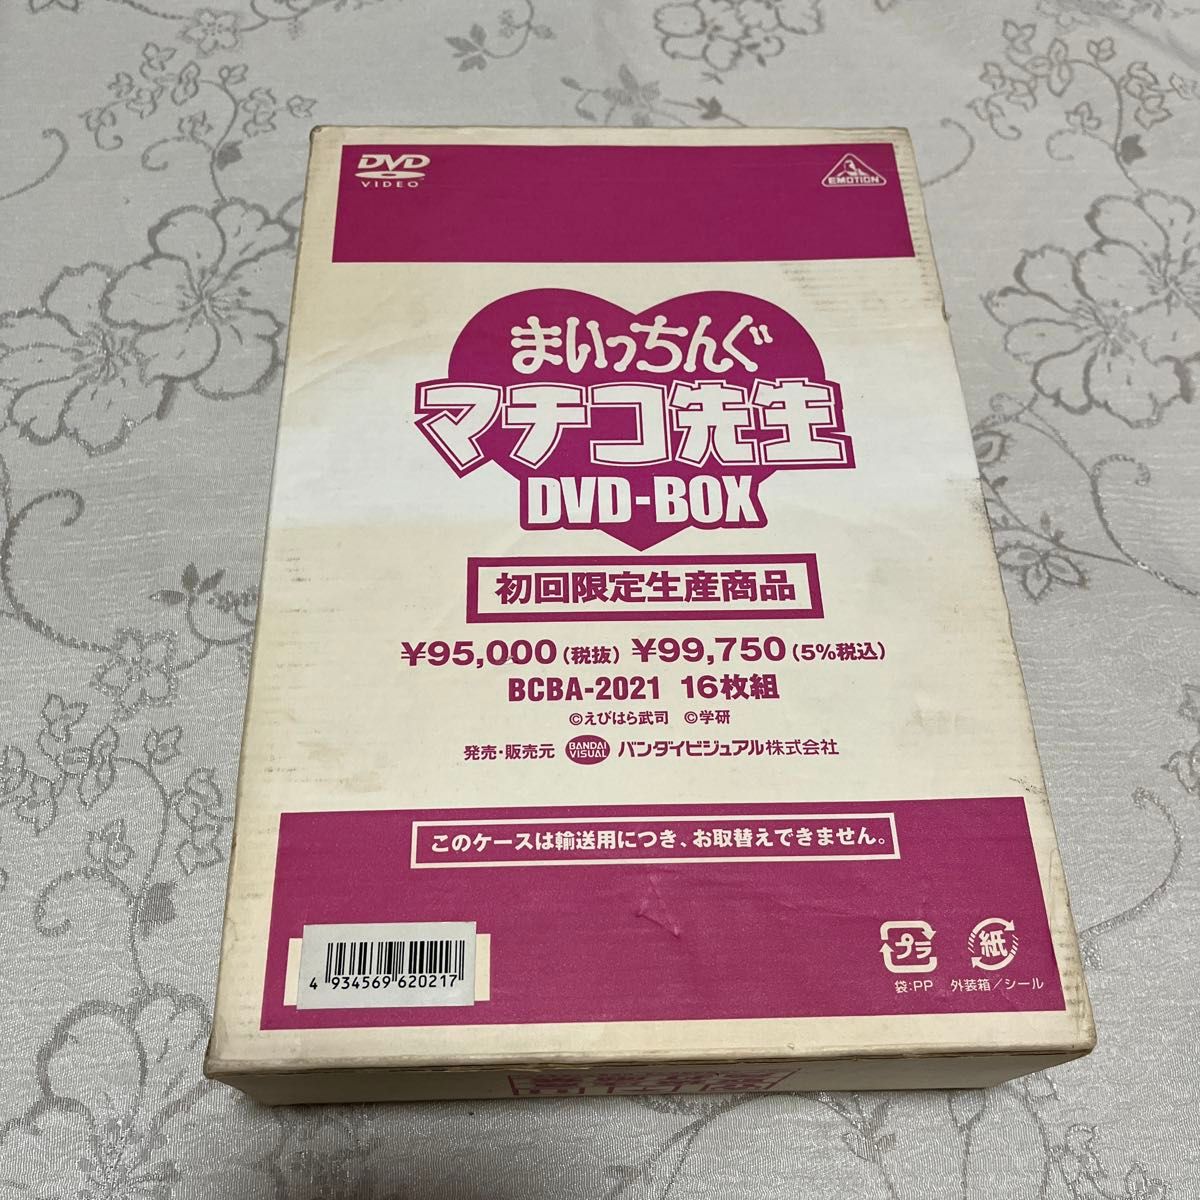 DVD
VIDEO
EMOTION
まいっちんぐ
マチコ先生
DVD-BOX
初回限定生産商品
¥95,000(税抜) ¥99,750(5%税込)
BCBA-2021 16枚組
©えびはら武司 ©学研
発売・販売元 BANDAI VISUAL バンダイビジュアル株式会社
このケースは輸送用につき、お取替えできません。
プラ 紙
袋:PP 外装箱/シール
4 934569 620217